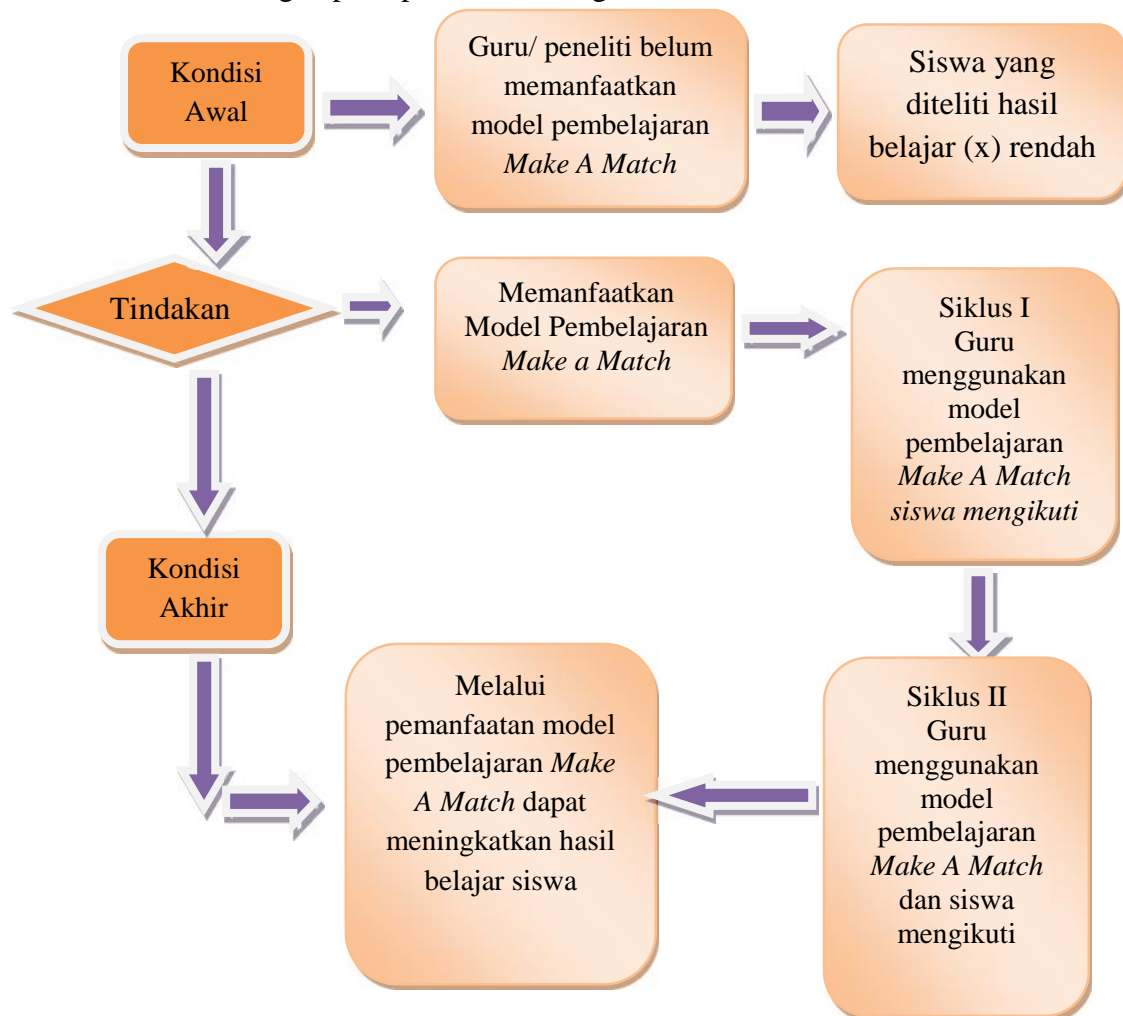 Kondisi
Awal
Guru/ peneliti belum
memanfaatkan
model pembelajaran
Make A Match
Siswa yang
diteliti hasil
belajar (x) rendah
Tindakan
Memanfaatkan
Model Pembelajaran
Make a Match
Siklus I
Guru
menggunakan
model
pembelajaran
Make A Match
siswa mengikuti
Kondisi
Akhir
Melalui
pemanfaatan model
pembelajaran Make
A Match dapat
meningkatkan hasil
belajar siswa
Siklus II
Guru
menggunakan
model
pembelajaran
Make A Match
dan siswa
mengikuti